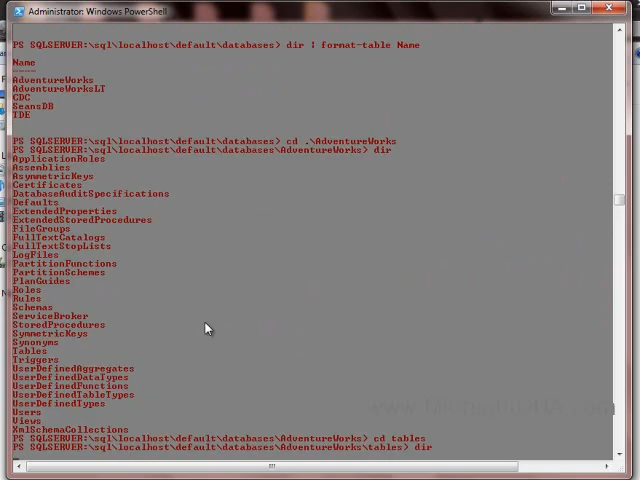 Administrator: Windows PowerShell
PS SQLSERVER:\sql\localhost\default\databases> dir | format-table Name
Name
----
AdventureWorks
AdventureWorksLT
CDC
SeansDB
TDE
PS SQLSERVER:\sql\localhost\default\databases> cd .\AdventureWorks
PS SQLSERVER:\sql\localhost\default\databases\AdventureWorks> dir
ApplicationRoles
Assemblies
AsymmetricKeys
Certificates
DatabaseAuditSpecifications
Defaults
ExtendedProperties
ExtendedStoredProcedures
FileGroups
FullTextCatalogs
FullTextStopLists
LogFiles
PartitionFunctions
PartitionSchemes
PlanGuides
Roles
Rules
Schemas
ServiceBroker
StoredProcedures
SymmetricKeys
Synonyms
Tables
Triggers
UserDefinedAggregates
UserDefinedDataTypes
UserDefinedFunctions
UserDefinedTableTypes
UserDefinedTypes
Users
Views
XmlSchemaCollections
PS SQLSERVER:\sql\localhost\default\databases\AdventureWorks> cd tables
PS SQLSERVER:\sql\localhost\default\databases\AdventureWorks\tables> dir